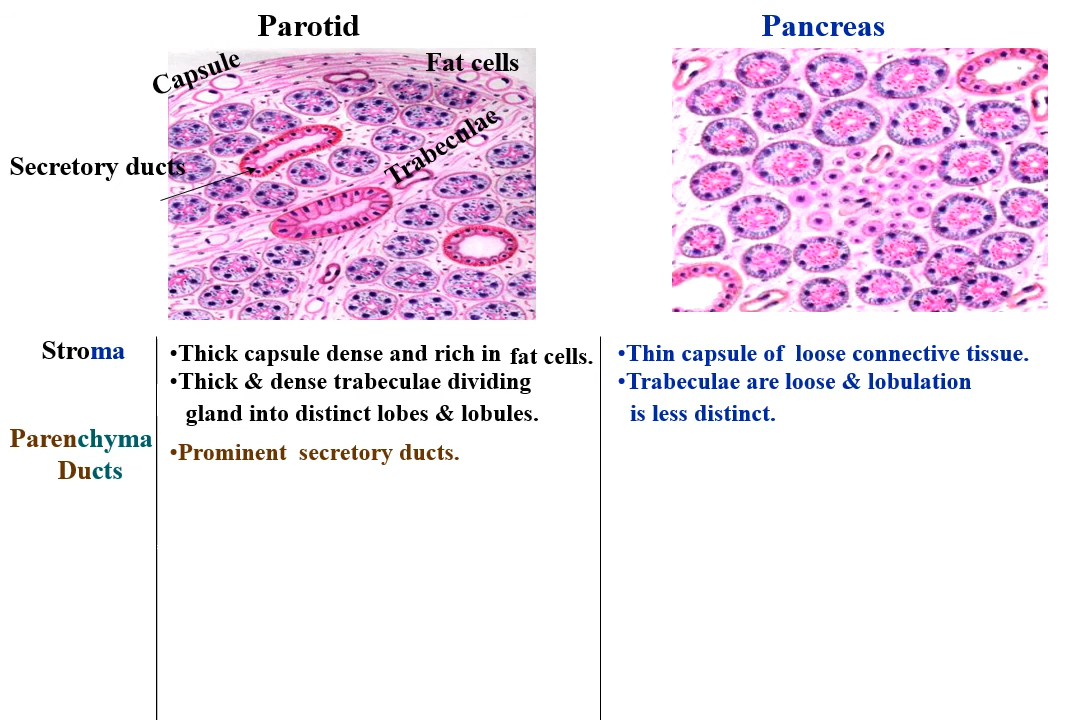 Parotid
Pancreas
Capsule
Fat cells
Trabeculae
Secretory ducts
Stroma
•Thick capsule dense and rich in fat cells.
•Thick & dense trabeculae dividing
gland into distinct lobes & lobules.
•Thin capsule of loose connective tissue.
•Trabeculae are loose & lobulation
is less distinct.
Parenchyma
Ducts
•Prominent secretory ducts.